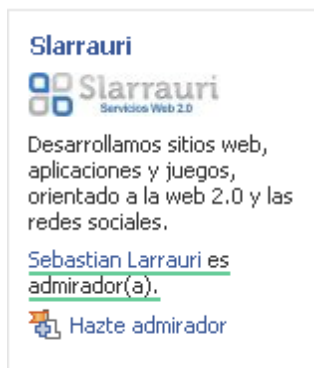 Slarrauri
Slarrauri
Servicios Web 2.0
Desarrollamos sitios web,
aplicaciones y juegos,
orientado a la web 2.0 y las
redes sociales.
Sebastian Larrauri es
admirador(a).
Hazte admirador